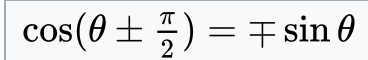 cos(θ ± π/2) = ∓ sin θ